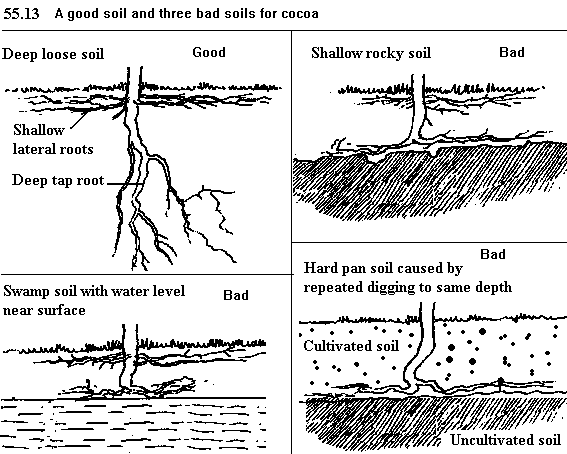 55.13 A good soil and three bad soils for cocoa
Deep loose soil Good
Shallow
lateral roots
Deep tap root
Shallow rocky soil Bad
Swamp soil with water level
near surface
Bad
Bad
Hard pan soil caused by
repeated digging to same depth
Cultivated soil
Uncultivated soil